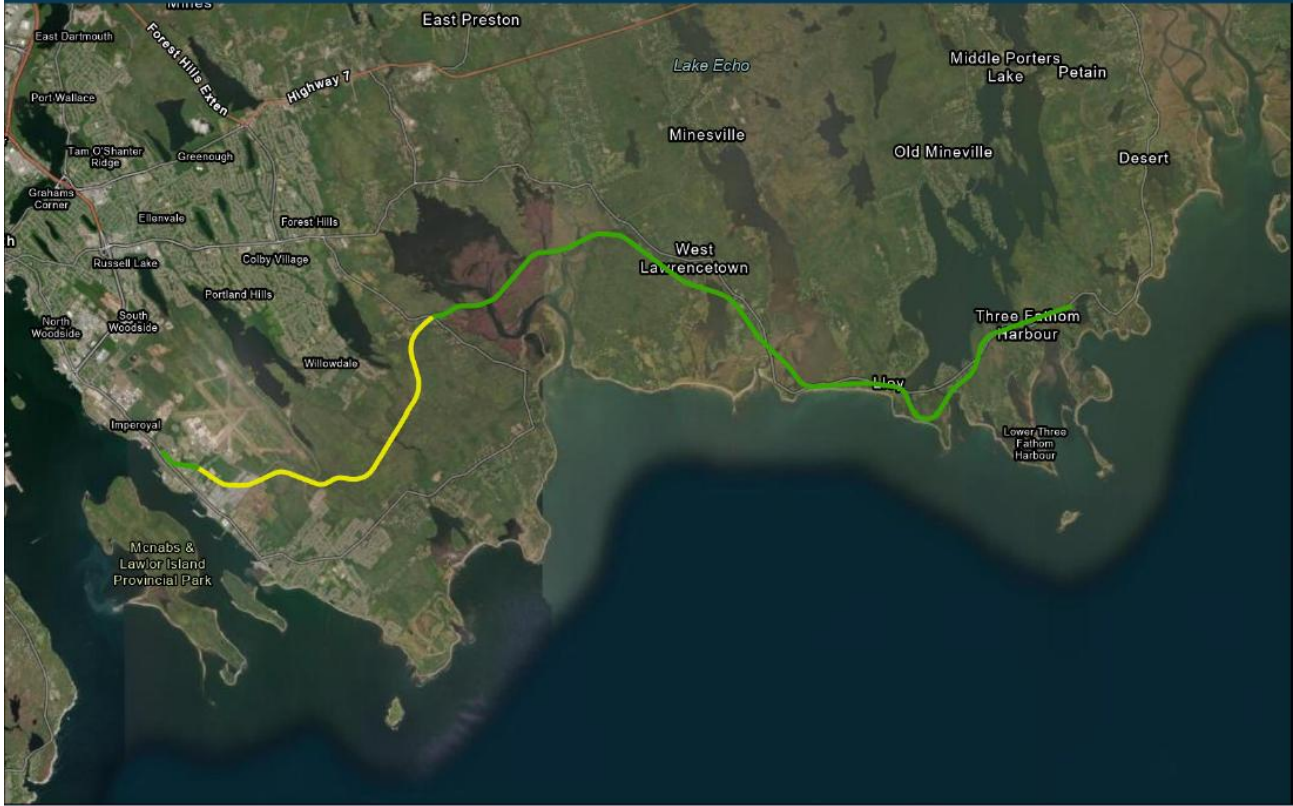 Mines
East Preston
East Dartmouth
Forest Hills Exten
Lake Echo
Middle Porters
Lake
Petain
Highway 7
Port Wallace
Minesville
Tam O'Shanter
Ridge
Greenough
Old Mineville
Desert
Grahams
Corner
Ellenvale
Forest Hills
h
West
Lawrencetown
Russell Lake
Colby Village
Portland Hills
North
Woodside
South
Woodside
Three Fathom
Harbour
Willowdale
Lloy
Imperoyal
Lower Three
Fathom
Harbour
Mcnabs &
Lawlor Island
Provincial Park